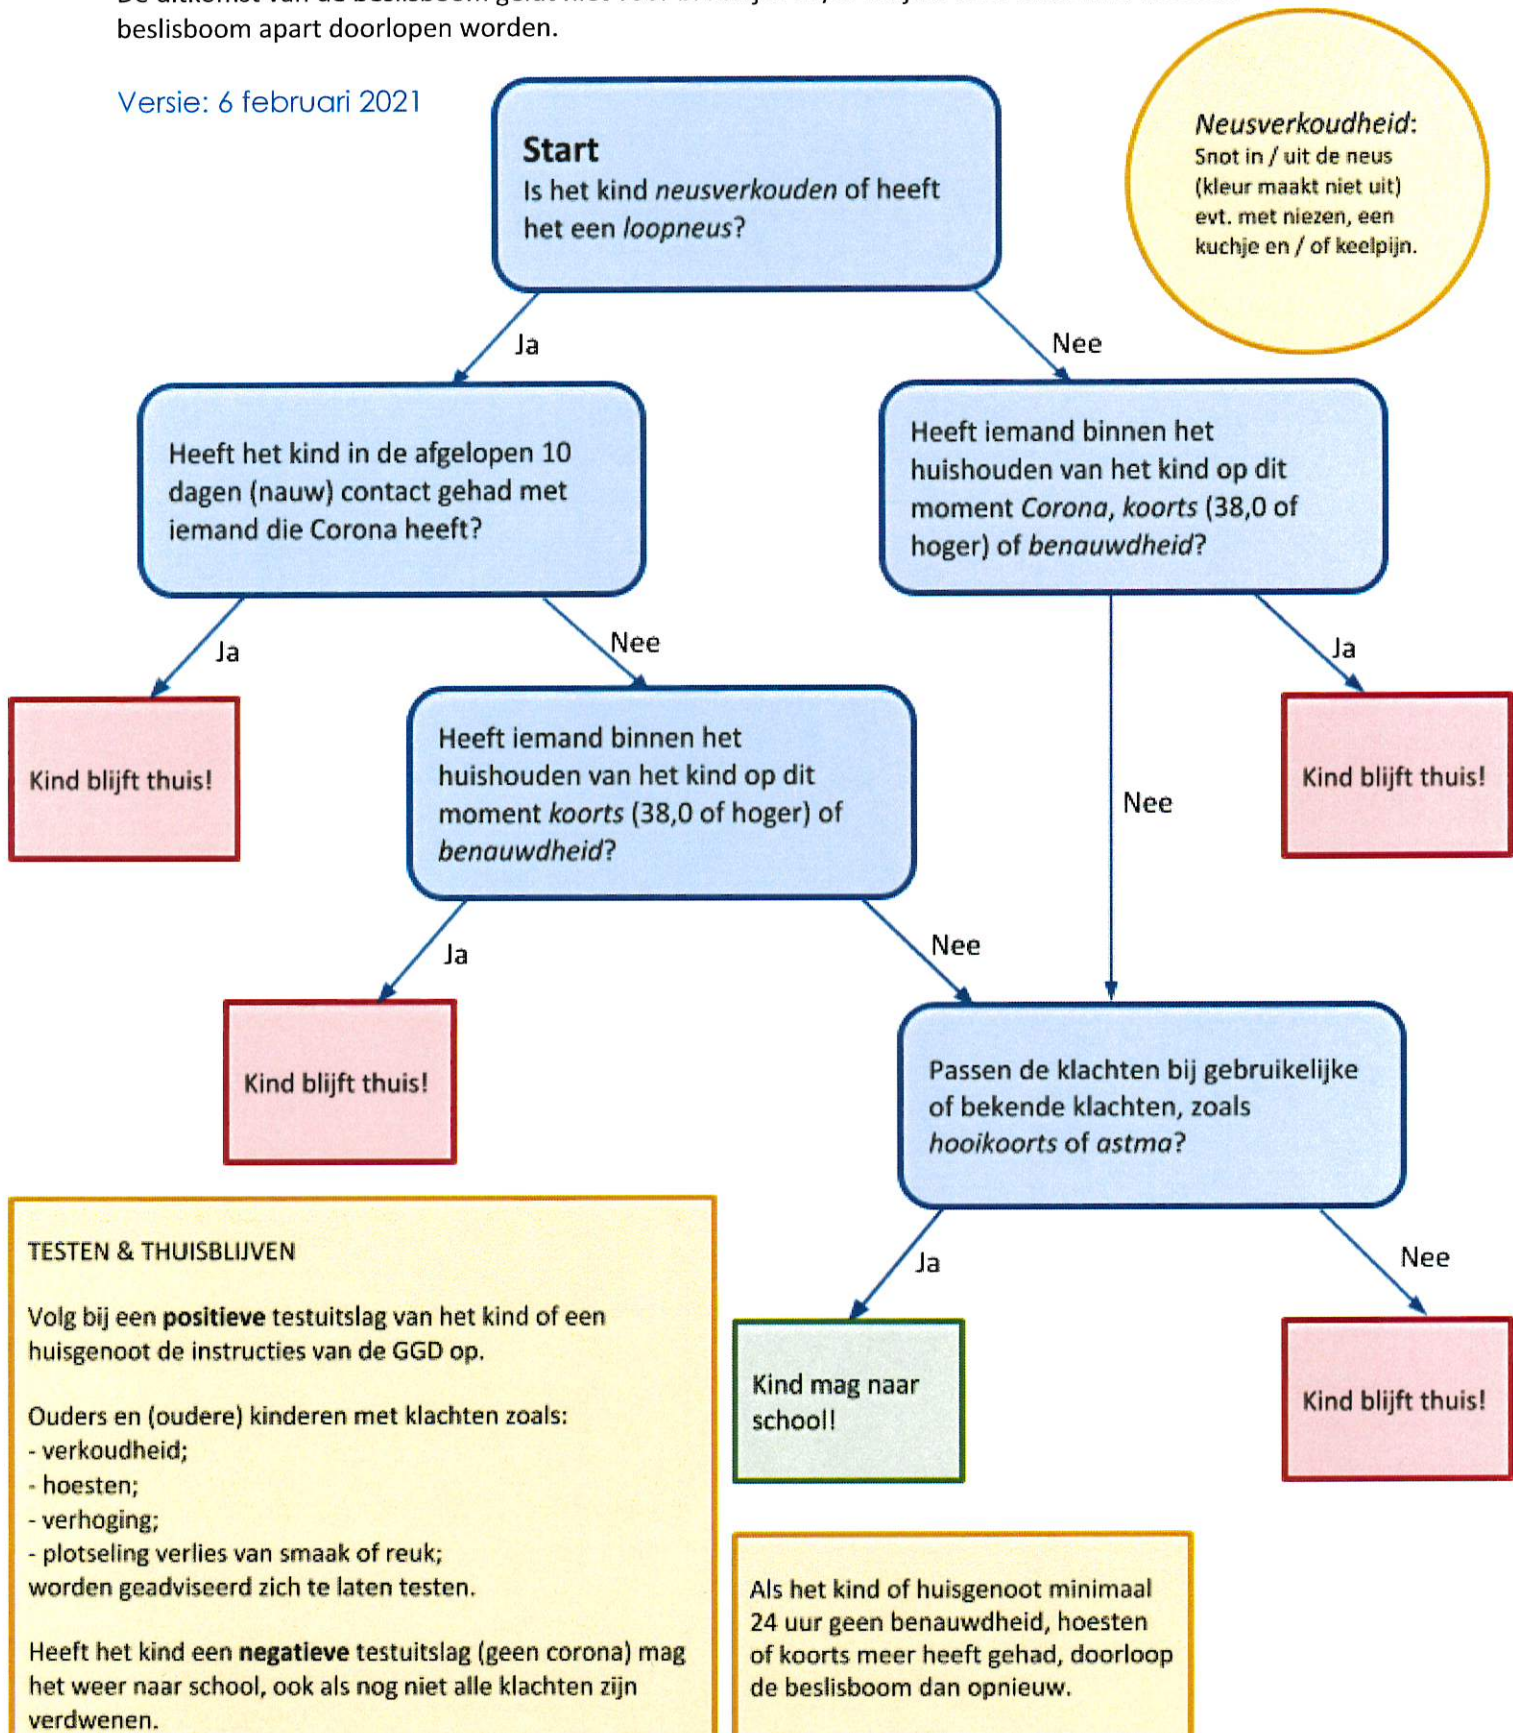 beslisboom apart doorlopen worden.
Versie: 6 februari 2021
Neusverkoudheid:
Snot in / uit de neus
(kleur maakt niet uit)
evt. met niezen, een
kuchje en / of keelpijn.
Start
Is het kind neusverkouden of heeft
het een loopneus?
Ja
Nee
Heeft het kind in de afgelopen 10
dagen (nauw) contact gehad met
iemand die Corona heeft?
Heeft iemand binnen het
huishouden van het kind op dit
moment Corona, koorts (38,0 of
hoger) of benauwdheid?
Ja
Nee
Ja
Kind blijft thuis!
Heeft iemand binnen het
huishouden van het kind op dit
moment koorts (38,0 of hoger) of
benauwdheid?
Nee
Kind blijft thuis!
Ja
Nee
Kind blijft thuis!
Passen de klachten bij gebruikelijke
of bekende klachten, zoals
hooikoorts of astma?
Ja
Nee
Kind mag naar
school!
Kind blijft thuis!
TESTEN & THUISBLIJVEN
Volg bij een positieve testuitslag van het kind of een
huisgenoot de instructies van de GGD op.
Ouders en (oudere) kinderen met klachten zoals:
- verkoudheid;
- hoesten;
- verhoging;
- plotseling verlies van smaak of reuk;
worden geadviseerd zich te laten testen.
Heeft het kind een negatieve testuitslag (geen corona) mag
het weer naar school, ook als nog niet alle klachten zijn
verdwenen.
Als het kind of huisgenoot minimaal
24 uur geen benauwdheid, hoesten
of koorts meer heeft gehad, doorloop
de beslisboom dan opnieuw.